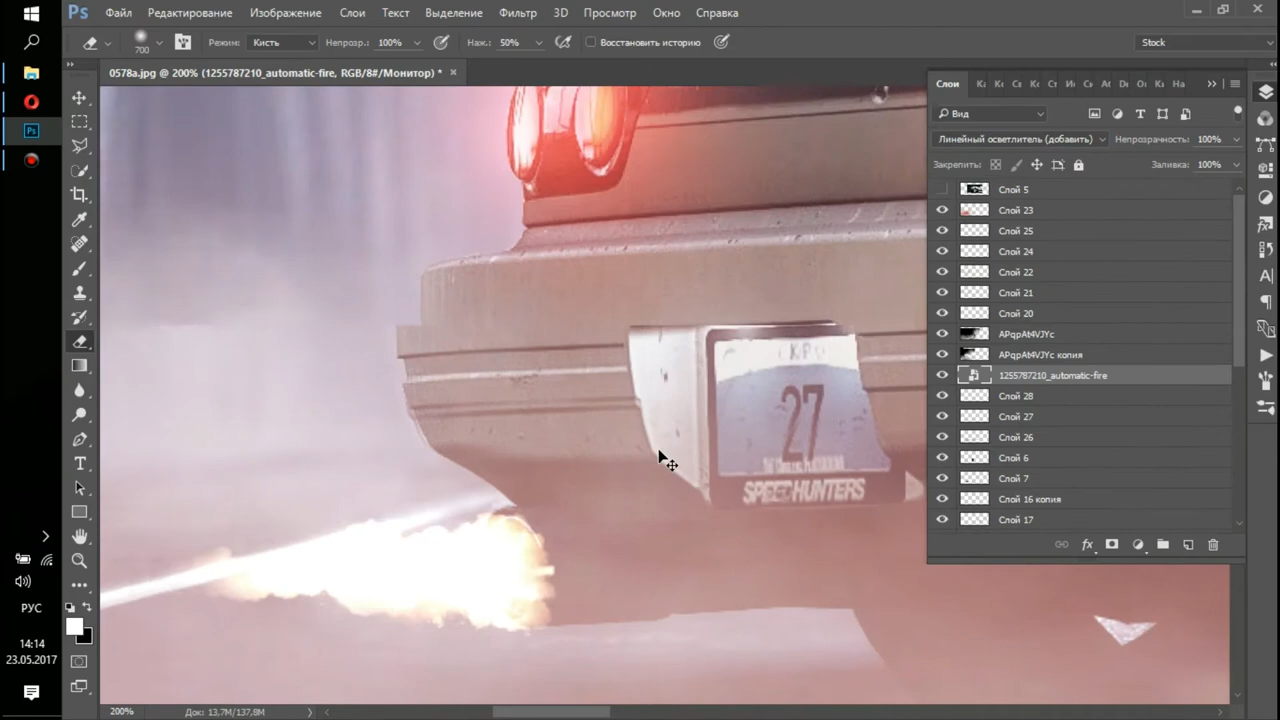 Ps Файл Редактирование Изображение Слои Текст Выделение Фильтр 3D Просмотр Окно Справка
700 Режим: Кисть Непрозр.: 100% Наж.: 50% Восстановить историю Stock
0578a.jpg @ 200% (1255787210_automatic-fire, RGB/8#/Монитор) * ×
Слои
Вид
Линейный осветлитель (добавить) Непрозрачность: 100%
Закрепить: Заливка: 100%
Слой 5
Слой 23
Слой 25
Слой 24
Слой 22
Слой 21
Слой 20
APqpAt4VJYc
APqpAt4VJYc копия
1255787210_automatic-fire
Слой 28
Слой 27
Слой 26
Слой 6
Слой 7
Слой 16 копия
Слой 17
fx
27
SPEEDHUNTERS
РУС
14:14
23.05.2017
200% Док: 13,7M/137,8M